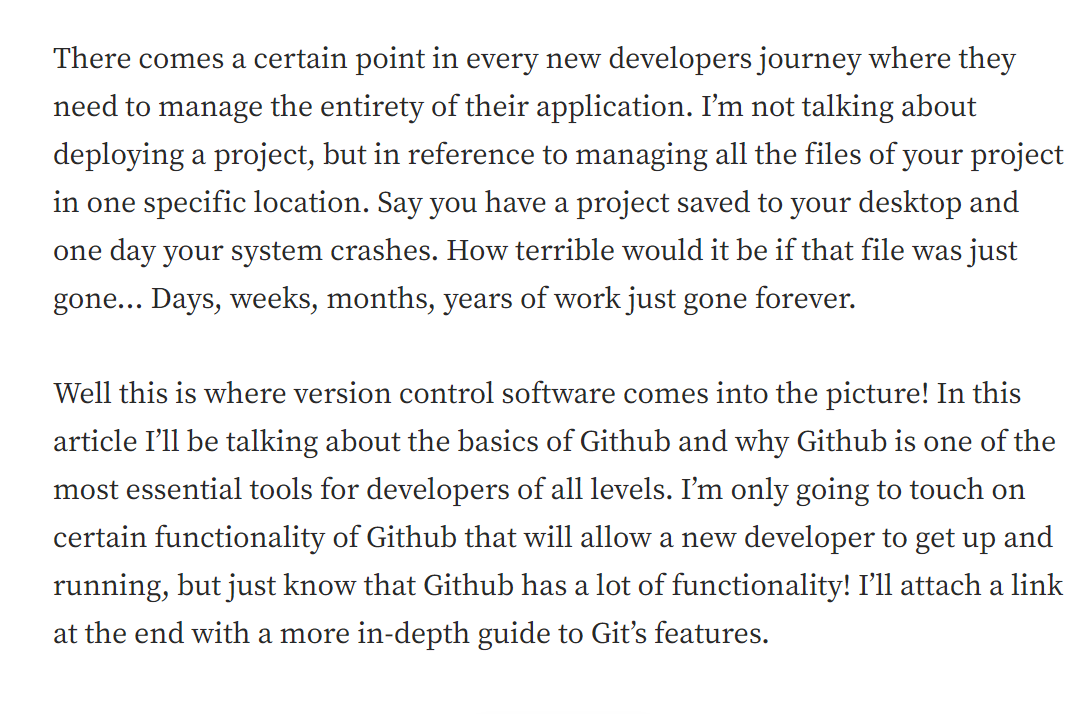 There comes a certain point in every new developers journey where they
need to manage the entirety of their application. I’m not talking about
deploying a project, but in reference to managing all the files of your project
in one specific location. Say you have a project saved to your desktop and
one day your system crashes. How terrible would it be if that file was just
gone… Days, weeks, months, years of work just gone forever.
Well this is where version control software comes into the picture! In this
article I’ll be talking about the basics of Github and why Github is one of the
most essential tools for developers of all levels. I’m only going to touch on
certain functionality of Github that will allow a new developer to get up and
running, but just know that Github has a lot of functionality! I’ll attach a link
at the end with a more in-depth guide to Git’s features.